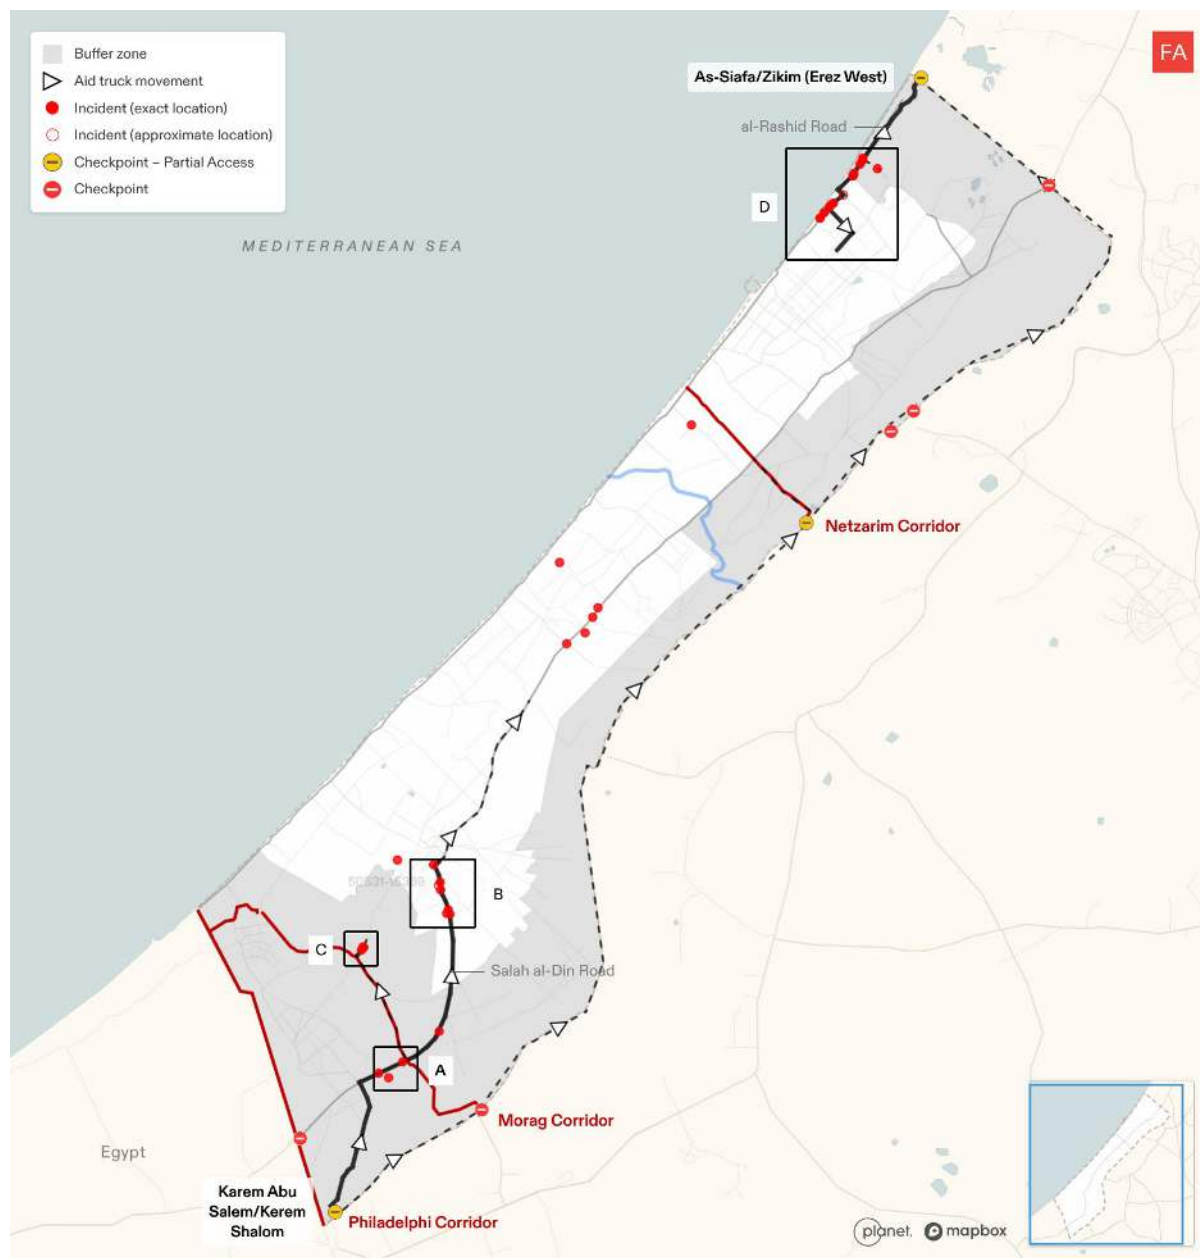 Buffer zone
Aid truck movement
Incident (exact location)
Incident (approximate location)
Checkpoint – Partial Access
Checkpoint
FA
As-Siafa/Zikim (Erez West)
al-Rashid Road
D
MEDITERRANEAN SEA
Netzarim Corridor
B
C
Salah al-Din Road
A
Morag Corridor
Egypt
Karem Abu
Salem/Kerem
Shalom
Philadelphi Corridor
planet.
mapbox